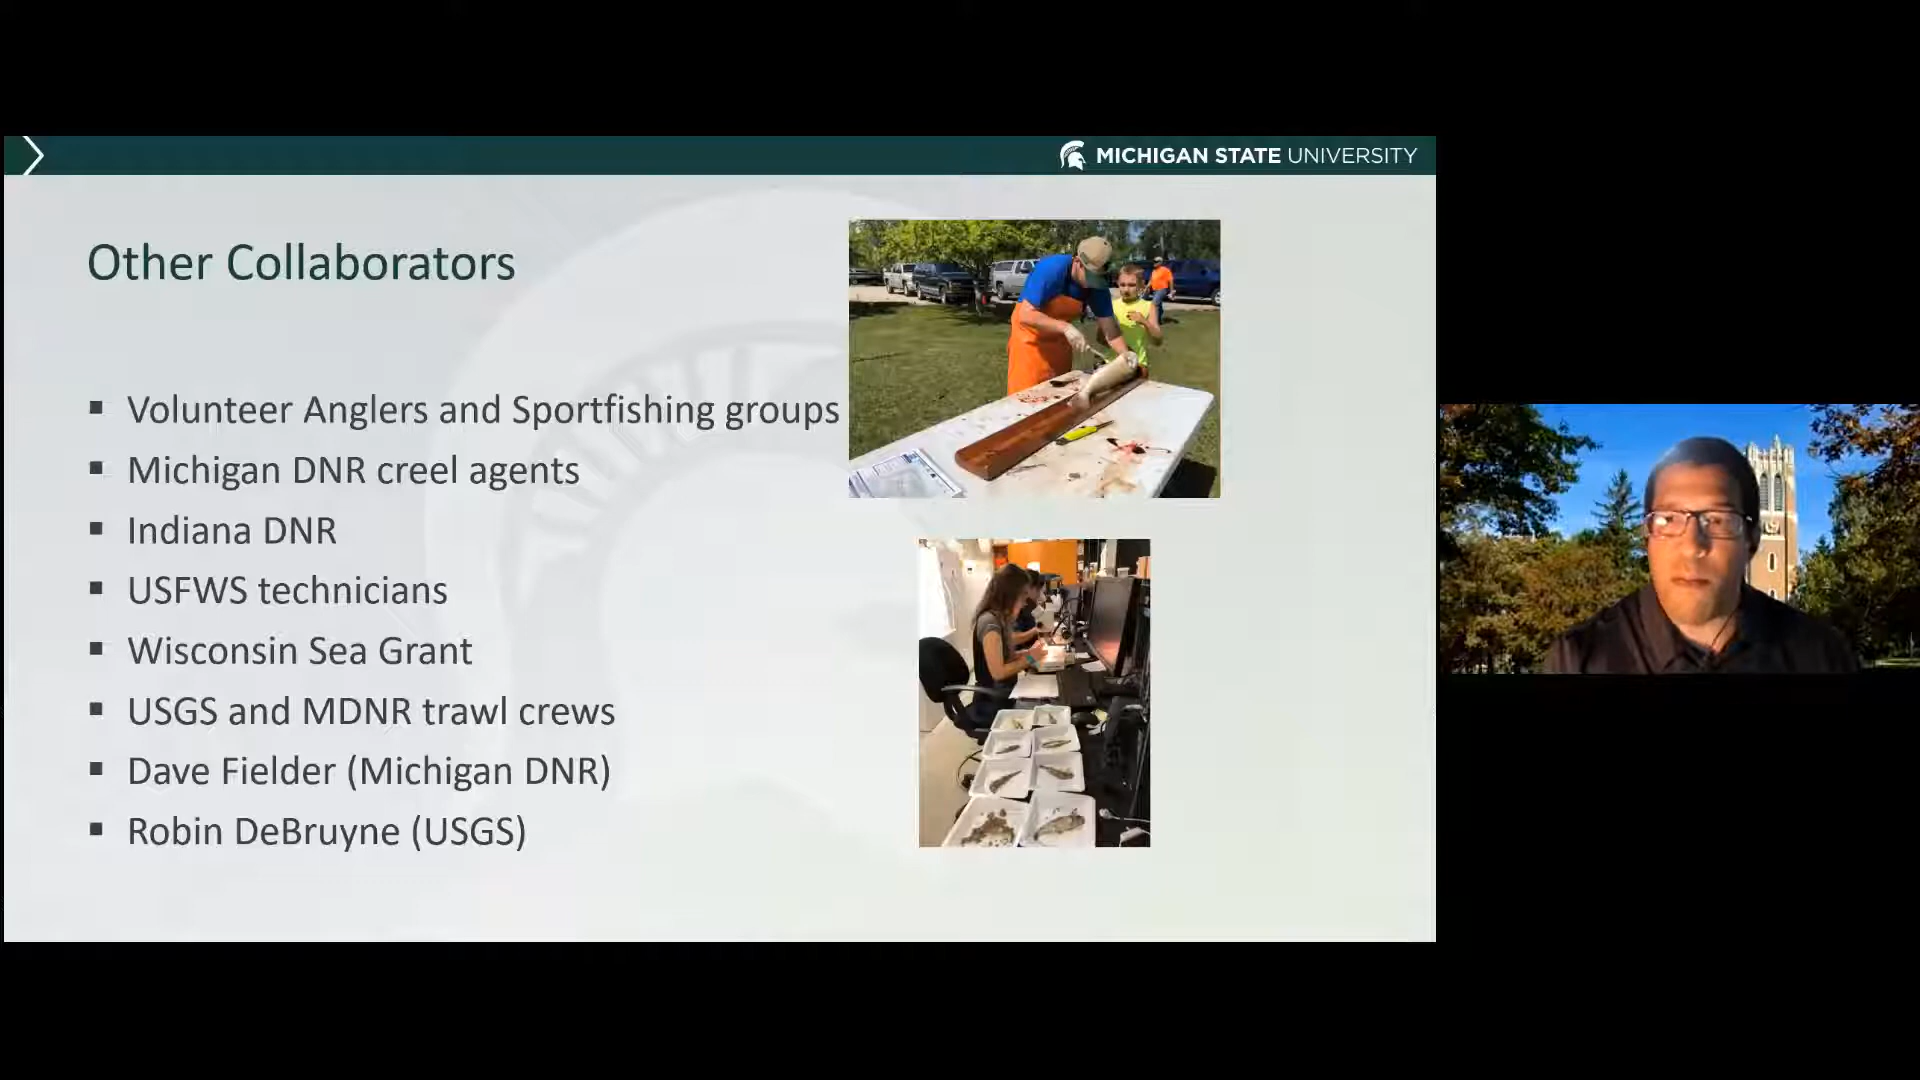 MICHIGAN STATE UNIVERSITY
Other Collaborators
▪ Volunteer Anglers and Sportfishing groups
▪ Michigan DNR creel agents
▪ Indiana DNR
▪ USFWS technicians
▪ Wisconsin Sea Grant
▪ USGS and MDNR trawl crews
▪ Dave Fielder (Michigan DNR)
▪ Robin DeBruyne (USGS)